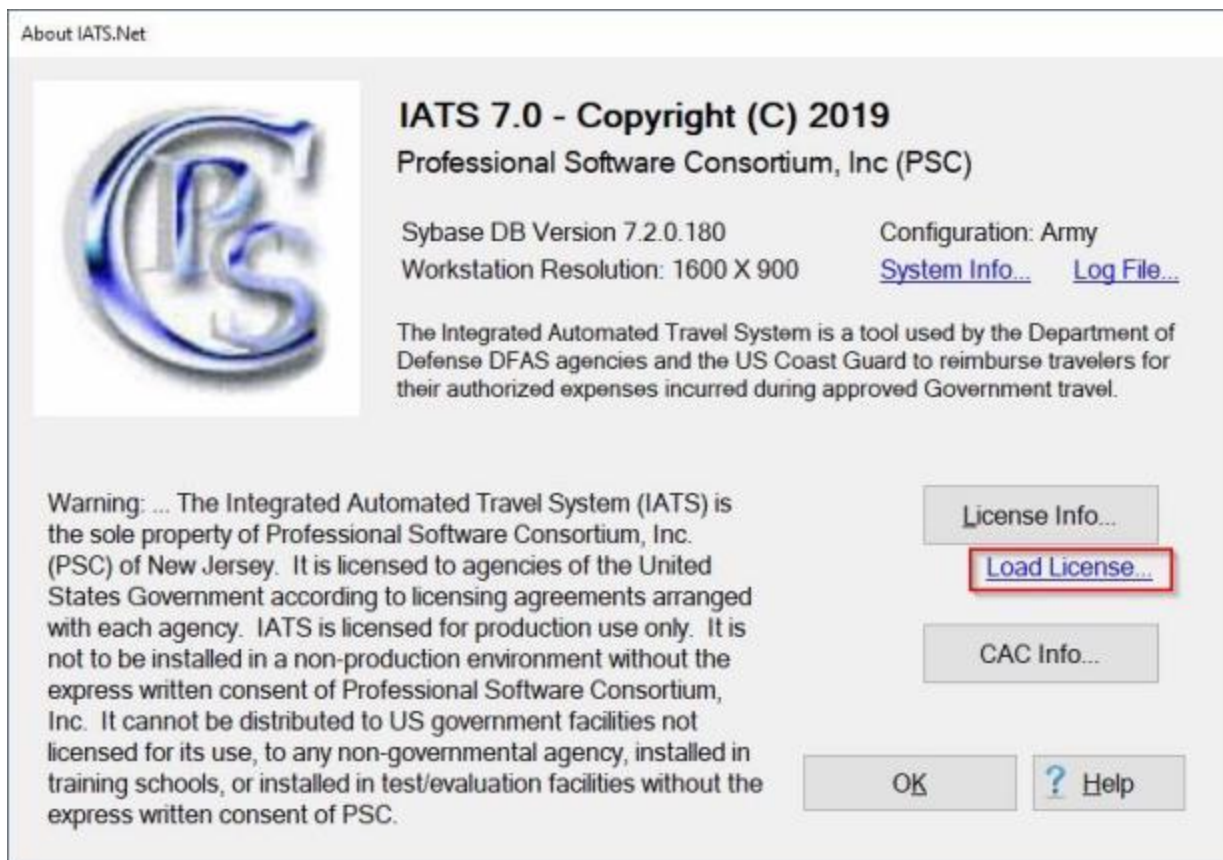 About IATS.Net
CPS
IATS 7.0 - Copyright (C) 2019
Professional Software Consortium, Inc (PSC)
Sybase DB Version 7.2.0.180
Configuration: Army
Workstation Resolution: 1600 X 900
System Info...
Log File...
The Integrated Automated Travel System is a tool used by the Department of
Defense DFAS agencies and the US Coast Guard to reimburse travelers for
their authorized expenses incurred during approved Government travel.
Warning: ... The Integrated Automated Travel System (IATS) is
the sole property of Professional Software Consortium, Inc.
(PSC) of New Jersey. It is licensed to agencies of the United
States Government according to licensing agreements arranged
with each agency. IATS is licensed for production use only. It is
not to be installed in a non-production environment without the
express written consent of Professional Software Consortium,
Inc. It cannot be distributed to US government facilities not
licensed for its use, to any non-governmental agency, installed in
training schools, or installed in test/evaluation facilities without the
express written consent of PSC.
License Info...
Load License...
CAC Info...
OK
? Help